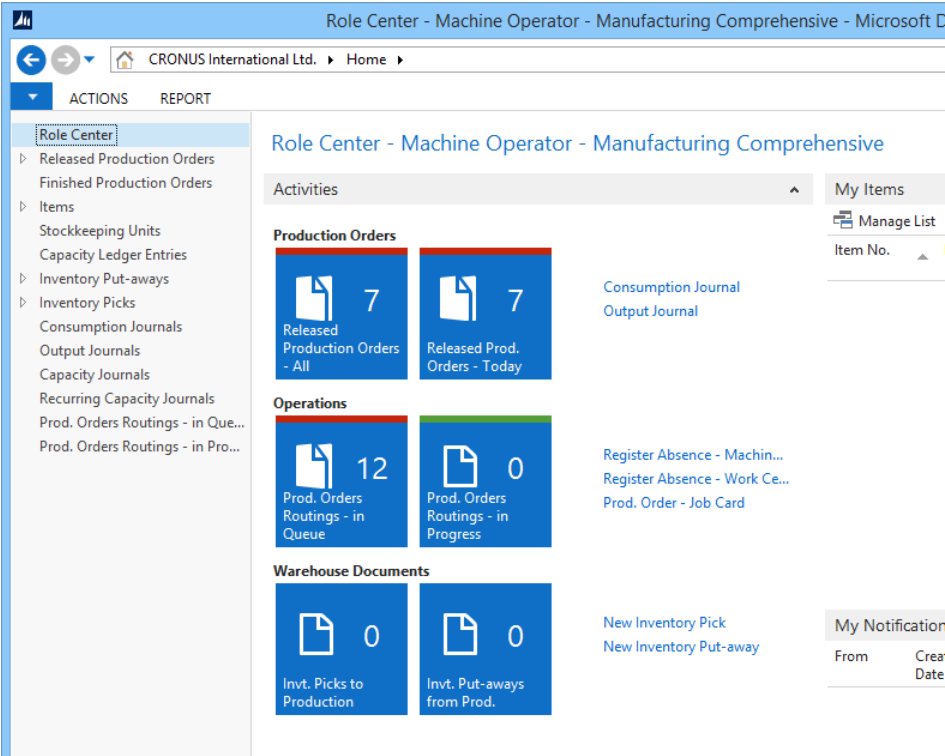 Role Center - Machine Operator - Manufacturing Comprehensive - Microsoft D
CRONUS International Ltd. Home
ACTIONS REPORT
Role Center
Released Production Orders
Finished Production Orders
Items
Stockkeeping Units
Capacity Ledger Entries
Inventory Put-aways
Inventory Picks
Consumption Journals
Output Journals
Capacity Journals
Recurring Capacity Journals
Prod. Orders Routings - in Que...
Prod. Orders Routings - in Pro...
Role Center - Machine Operator - Manufacturing Comprehensive
Activities
Production Orders
7
Released
Production Orders
- All
7
Released Prod.
Orders - Today
Consumption Journal
Output Journal
Operations
12
Prod. Orders
Routings - in
Queue
0
Prod. Orders
Routings - in
Progress
Register Absence - Machin...
Register Absence - Work Ce...
Prod. Order - Job Card
Warehouse Documents
0
Invt. Picks to
Production
0
Invt. Put-aways
from Prod.
New Inventory Pick
New Inventory Put-away
My Items
Manage List
Item No.
My Notification
From Creat
Date